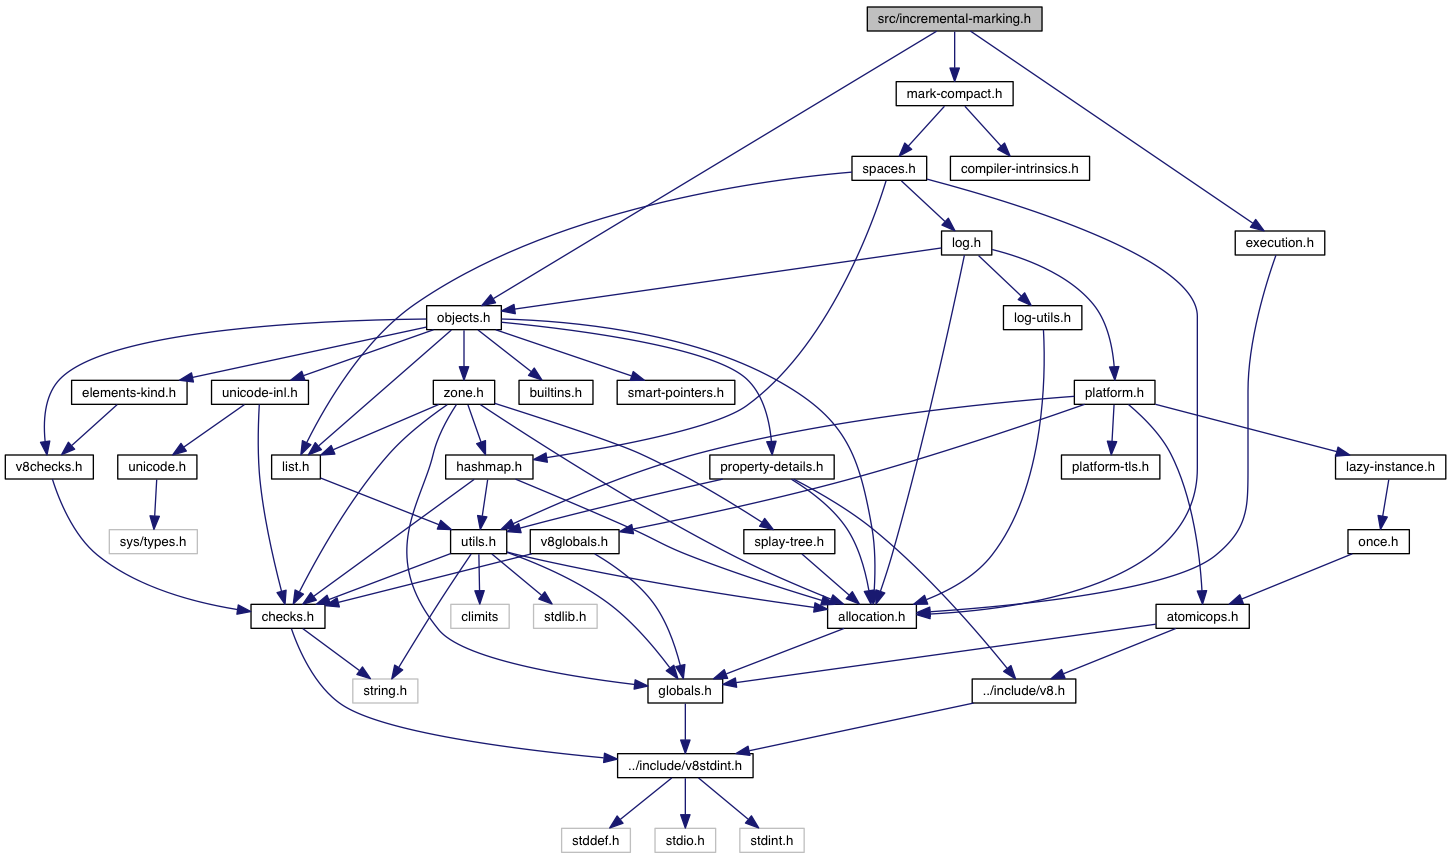 src/incremental-marking.h
mark-compact.h
spaces.h
compiler-intrinsics.h
log.h
execution.h
objects.h
log-utils.h
elements-kind.h
unicode-inl.h
zone.h
builtins.h
smart-pointers.h
platform.h
v8checks.h
unicode.h
list.h
hashmap.h
property-details.h
platform-tls.h
lazy-instance.h
sys/types.h
utils.h
v8globals.h
splay-tree.h
once.h
checks.h
climits
stdlib.h
allocation.h
atomicops.h
string.h
globals.h
../include/v8.h
../include/v8stdint.h
stddef.h
stdio.h
stdint.h